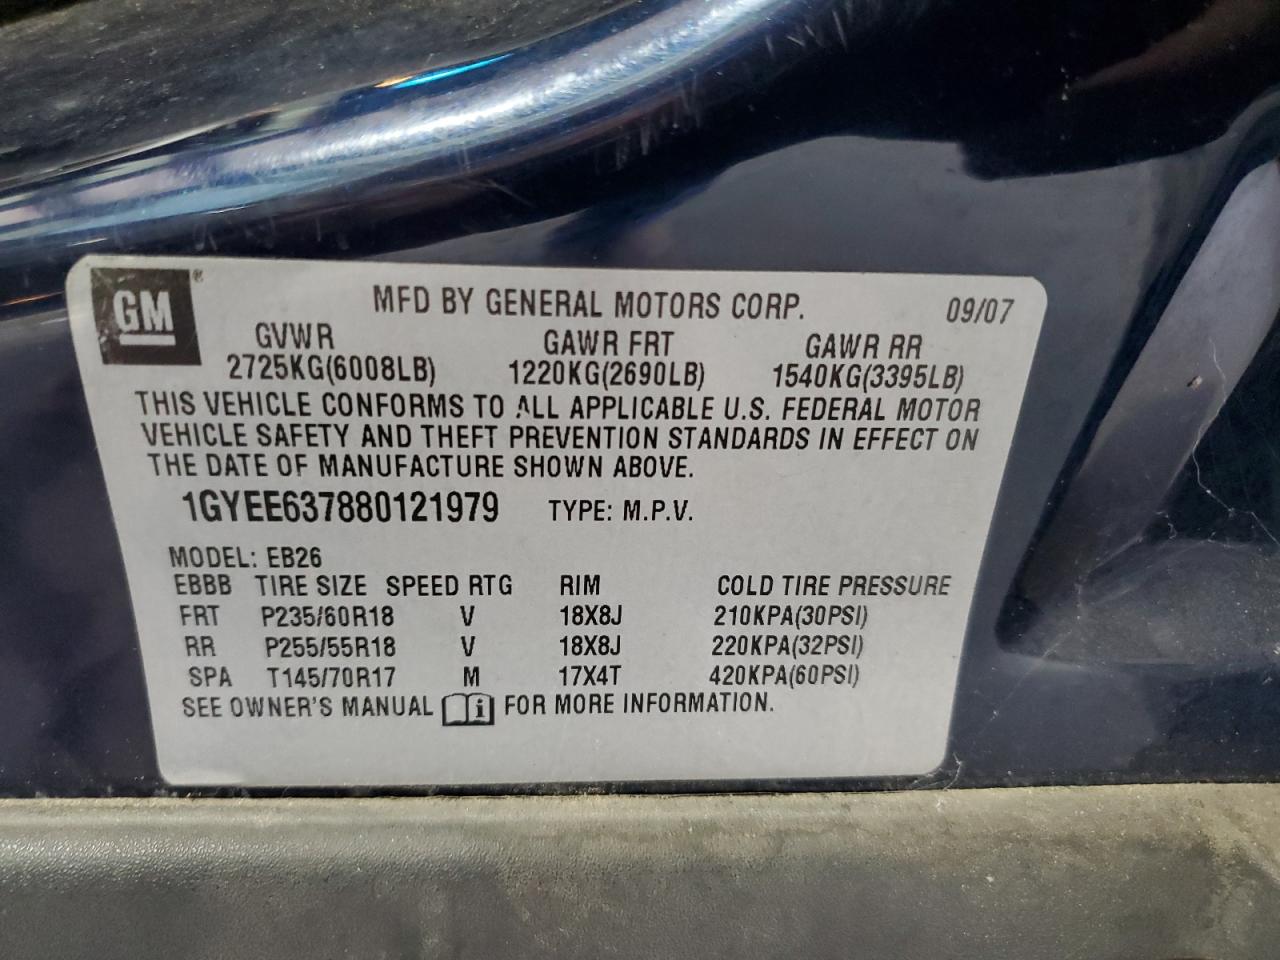 GM ® MFD BY GENERAL MOTORS CORP. 09/07
GVWR GAWR FRT GAWR RR
2725KG(6008LB) 1220KG(2690LB) 1540KG(3395LB)
THIS VEHICLE CONFORMS TO ALL APPLICABLE U.S. FEDERAL MOTOR
VEHICLE SAFETY AND THEFT PREVENTION STANDARDS IN EFFECT ON
THE DATE OF MANUFACTURE SHOWN ABOVE.
1GYEE637880121979 TYPE: M.P.V.
MODEL: EB26
EBBB TIRE SIZE SPEED RTG RIM COLD TIRE PRESSURE
FRT P235/60R18 V 18X8J 210KPA(30PSI)
RR P255/55R18 V 18X8J 220KPA(32PSI)
SPA T145/70R17 M 17X4T 420KPA(60PSI)
SEE OWNER'S MANUAL i FOR MORE INFORMATION.